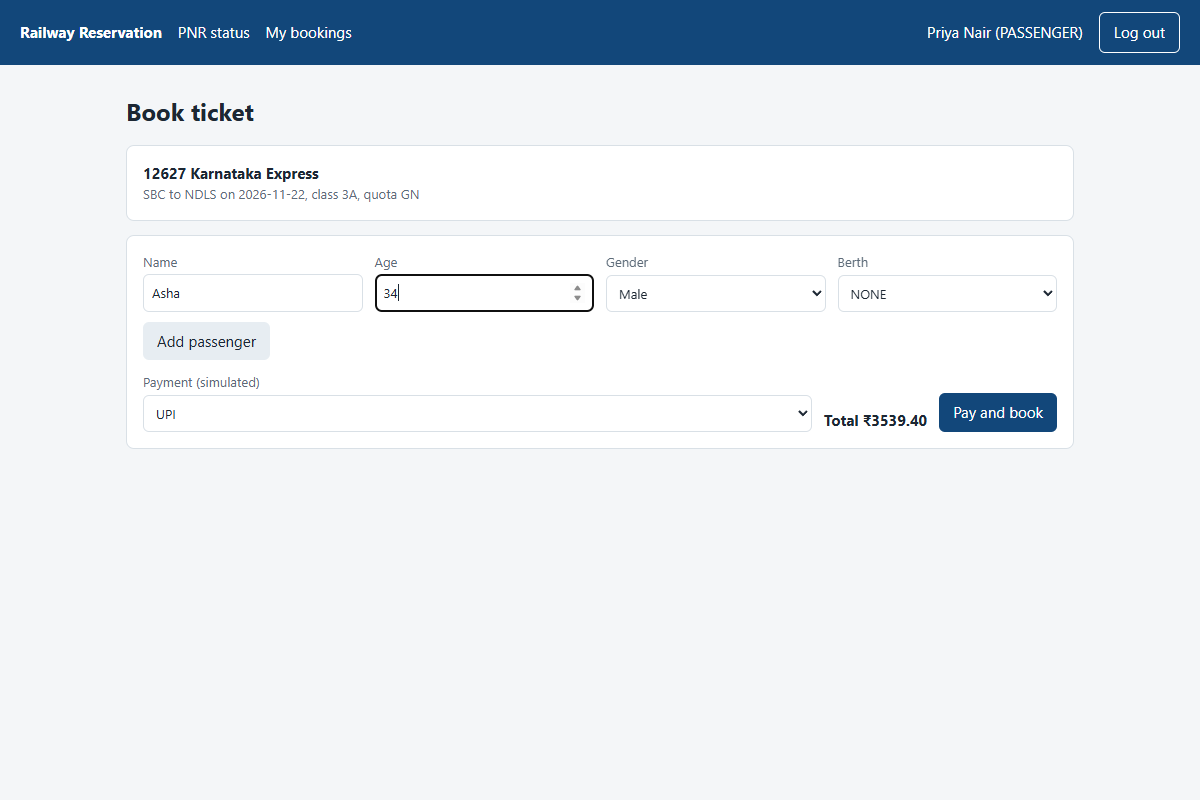 Railway Reservation PNR status My bookings Priya Nair (PASSENGER) Log out
Book ticket
12627 Karnataka Express
SBC to NDLS on 2026-11-22, class 3A, quota GN
Name Age Gender Berth
Asha 34 Male NONE
Add passenger
Payment (simulated)
UPI Total ₹3539.40 Pay and book